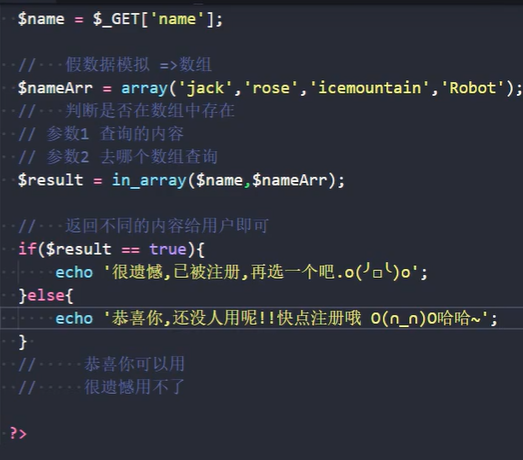 $name = $_GET['name'];
// 假数据模拟 =>数组
$nameArr = array('jack','rose','icemountain','Robot');
// 判断是否在数组中存在
// 参数1 查询的内容
// 参数2 去哪个数组查询
$result = in_array($name,$nameArr);
// 返回不同的内容给用户即可
if($result == true){
echo '很遗憾,已被注册,再选一个吧.o(╯□╰)o';
}else{
echo '恭喜你,还没人用呢!!快点注册哦 O(∩_∩)O哈哈~';
}
// 恭喜你可以用
// 很遗憾用不了
?>